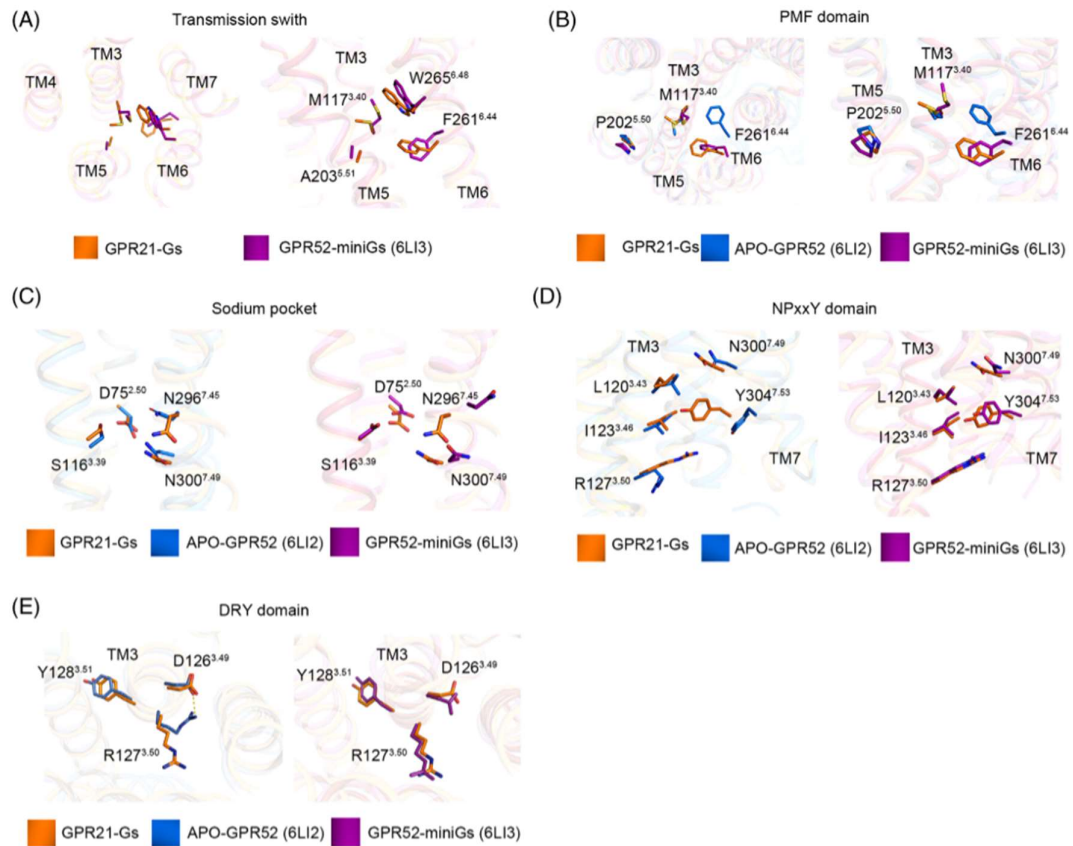 (A)
Transmission swith
TM3
TM4
TM7
TM5
TM6
TM3
W265^6.48
M117^3.40
F261^6.44
A203^5.51
TM5
TM6
GPR21-Gs
GPR52-miniGs (6LI3)
(B)
PMF domain
TM3
M117^3.40
P202^5.50
F261^6.44
TM6
TM5
TM3
M117^3.40
TM5
P202^5.50
F261^6.44
TM6
GPR21-Gs
APO-GPR52 (6LI2)
GPR52-miniGs (6LI3)
(C)
Sodium pocket
D75^2.50
N296^7.45
S116^3.39
N300^7.49
D75^2.50
N296^7.45
S116^3.39
N300^7.49
GPR21-Gs
APO-GPR52 (6LI2)
GPR52-miniGs (6LI3)
(D)
NPxxY domain
TM3
N300^7.49
L120^3.43
Y304^7.53
I123^3.46
TM7
R127^3.50
TM3
N300^7.49
L120^3.43
Y304^7.53
I123^3.46
TM7
R127^3.50
GPR21-Gs
APO-GPR52 (6LI2)
GPR52-miniGs (6LI3)
(E)
DRY domain
TM3
Y128^3.51
D126^3.49
R127^3.50
TM3
Y128^3.51
D126^3.49
R127^3.50
GPR21-Gs
APO-GPR52 (6LI2)
GPR52-miniGs (6LI3)